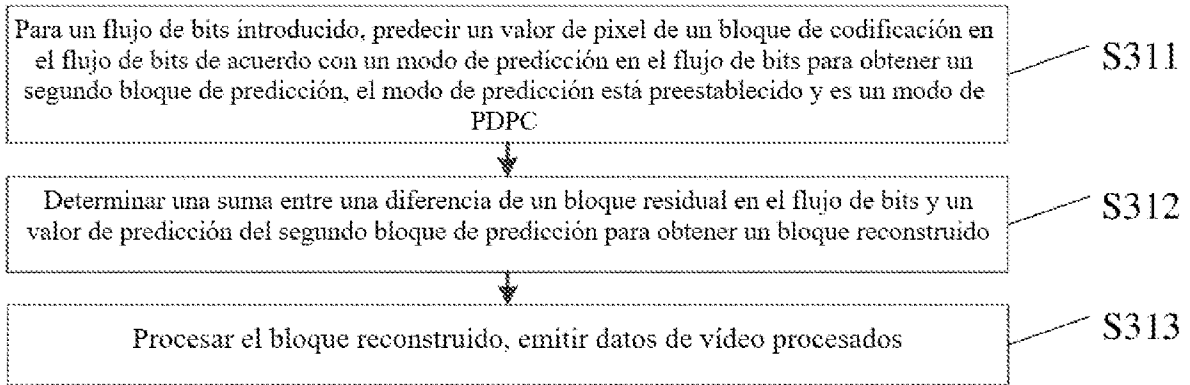 Para un flujo de bits introducido, predecir un valor de pixel de un bloque de codificación en
el flujo de bits de acuerdo con un modo de predicción en el flujo de bits para obtener un
segundo bloque de predicción, el modo de predicción está preestablecido y es un modo de
PDPC
S311
Determinar una suma entre una diferencia de un bloque residual en el flujo de bits y un
valor de predicción del segundo bloque de predicción para obtener un bloque reconstruido
S312
Procesar el bloque reconstruido, emitir datos de vídeo procesados
S313